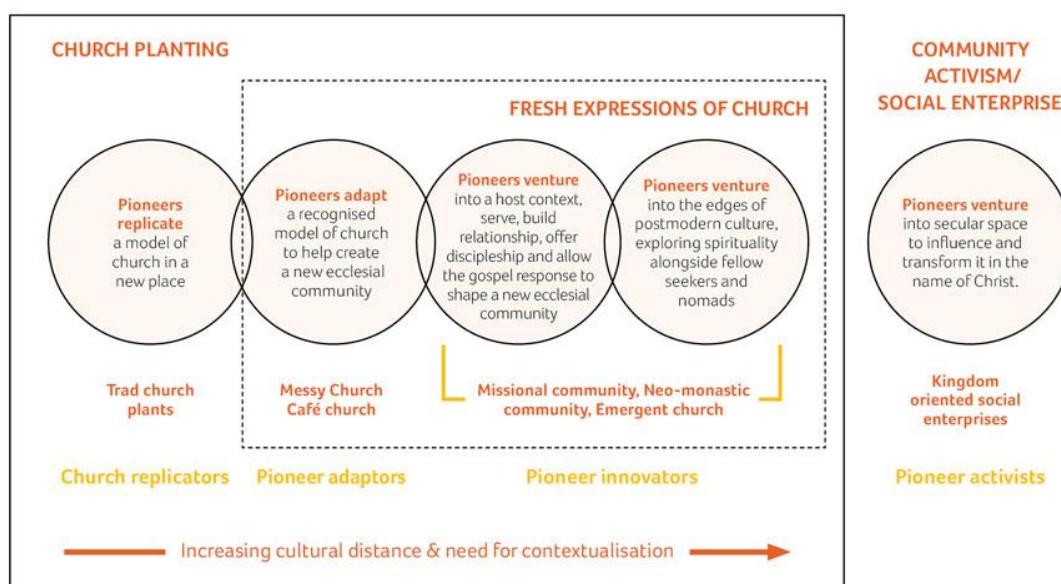 CHURCH PLANTING
FRESH EXPRESSIONS OF CHURCH
Pioneers
replicate
a model of
church in a
new place
Pioneers adapt
a recognised
model of church
to help create
a new ecclesial
community
Pioneers venture
into a host context,
serve, build
relationship, offer
discipleship and allow
the gospel response to
shape a new ecclesial
community
Pioneers venture
into the edges of
postmodern culture,
exploring spirituality
alongside fellow
seekers and
nomads
Trad church
plants
Messy Church
Café church
Missional community, Neo-monastic
community, Emergent church
Church replicators
Pioneer adaptors
Pioneer innovators
Increasing cultural distance & need for contextualisation
COMMUNITY
ACTIVISM/
SOCIAL ENTERPRISE
Pioneers venture
into secular space
to influence and
transform it in the
name of Christ.
Kingdom
oriented social
enterprises
Pioneer activists